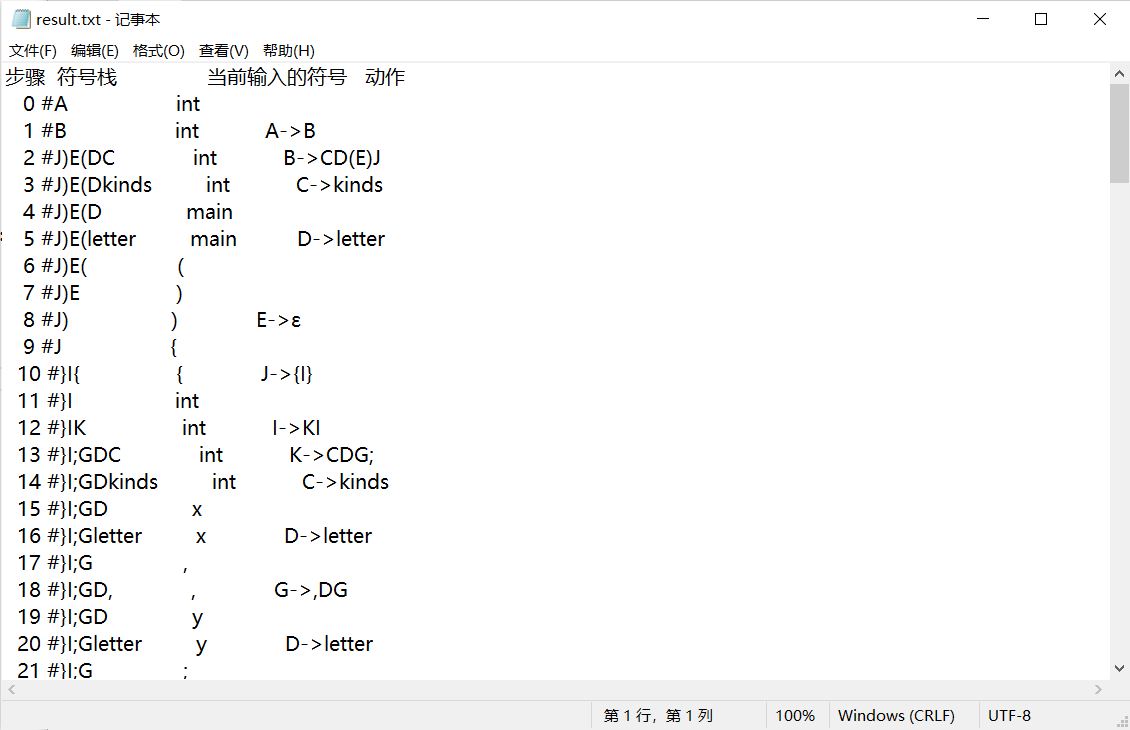 result.txt - 记事本
文件(F) 编辑(E) 格式(O) 查看(V) 帮助(H)
步骤 符号栈 当前输入的符号 动作
0 #A int
1 #B int A->B
2 #J)E(DC int B->CD(E)J
3 #J)E(Dkinds int C->kinds
4 #J)E(D main
5 #J)E(letter main D->letter
6 #J)E( (
7 #J)E )
8 #J) ) E->ε
9 #J {
10 #}I{ { J->{I}
11 #}I int
12 #}IK int I->KI
13 #}I;GDC int K->CDG;
14 #}I;GDkinds int C->kinds
15 #}I;GD x
16 #}I;Gletter x D->letter
17 #}I;G ,
18 #}I;GD, , G->,DG
19 #}I;GD y
20 #}I;Gletter y D->letter
21 #}I;G ;
第 1 行，第 1 列 100% Windows (CRLF) UTF-8